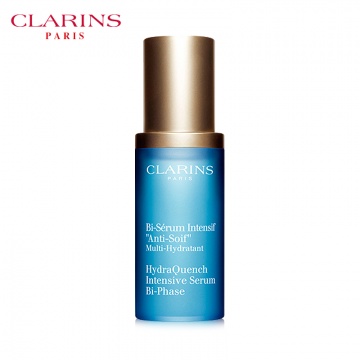 CLARINS
PARIS
CLARINS
PARIS
Bi-Sérum Intensif
"Anti-Soif"
Multi-Hydratant
HydraQuench
Intensive Serum
Bi-Phase